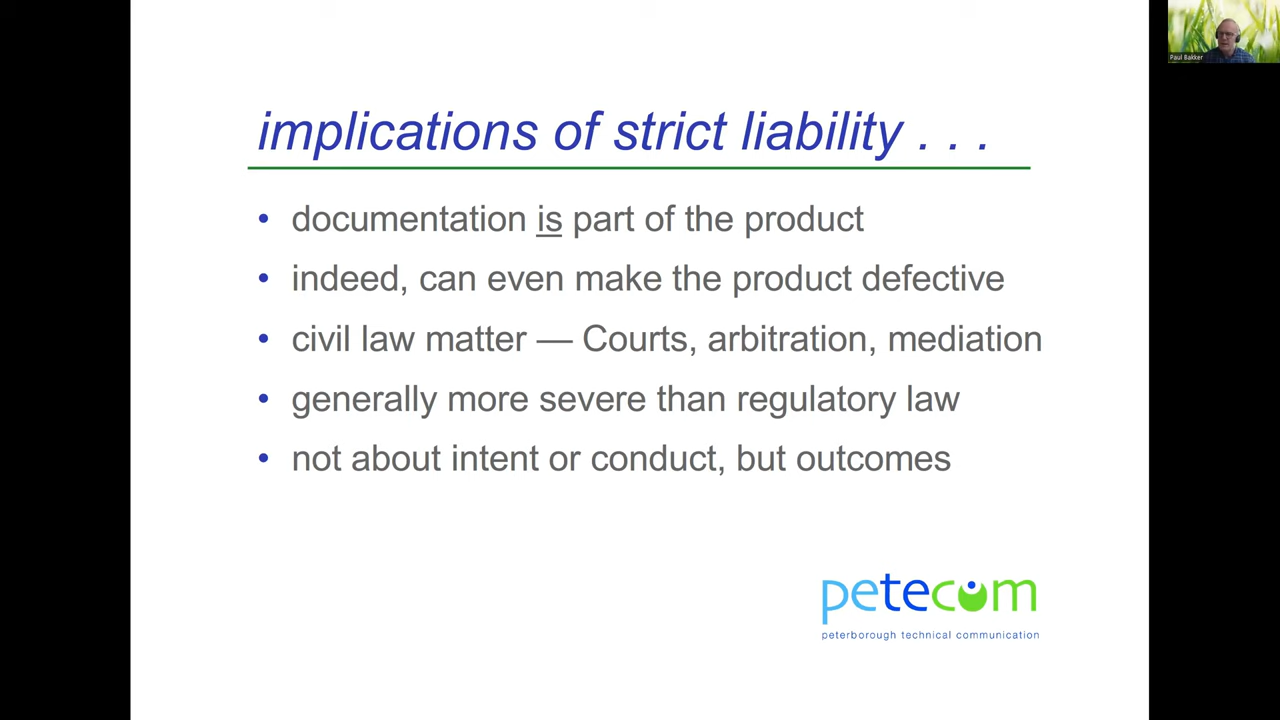 Paul Bakker
implications of strict liability . . .
• documentation is part of the product
• indeed, can even make the product defective
• civil law matter — Courts, arbitration, mediation
• generally more severe than regulatory law
• not about intent or conduct, but outcomes
petecom
peterborough technical communication